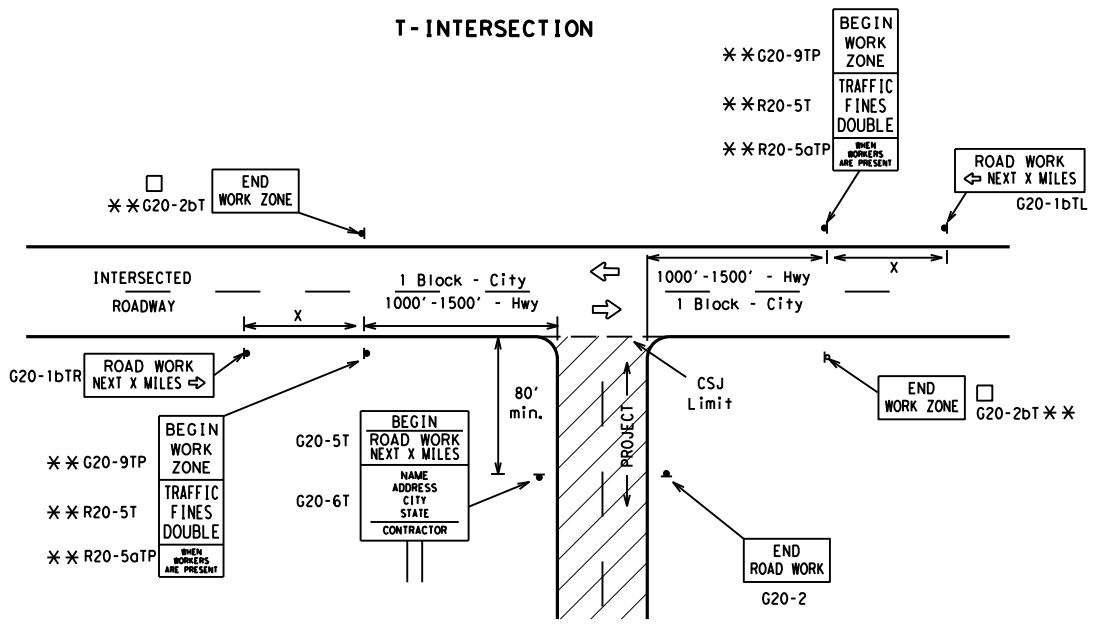 T-INTERSECTION
BEGIN
WORK
ZONE
**G20-9TP
TRAFFIC
FINES
DOUBLE
**R20-5T
WHEN
WORKERS
ARE PRESENT
**R20-5aTP
ROAD WORK
⇦ NEXT X MILES
G20-1bTL
END
WORK ZONE
□
**G20-2bT
INTERSECTED
ROADWAY
1 Block - City
1000'-1500' - Hwy
X
1000'-1500' - Hwy
1 Block - City
X
G20-1bTR
ROAD WORK
NEXT X MILES ⇨
80'
min.
CSJ
Limit
PROJECT
END
WORK ZONE
□
G20-2bT **
BEGIN
WORK
ZONE
**G20-9TP
TRAFFIC
FINES
DOUBLE
**R20-5T
WHEN
WORKERS
ARE PRESENT
**R20-5aTP
G20-5T
BEGIN
ROAD WORK
NEXT X MILES
G20-6T
NAME
ADDRESS
CITY
STATE
CONTRACTOR
END
ROAD WORK
G20-2